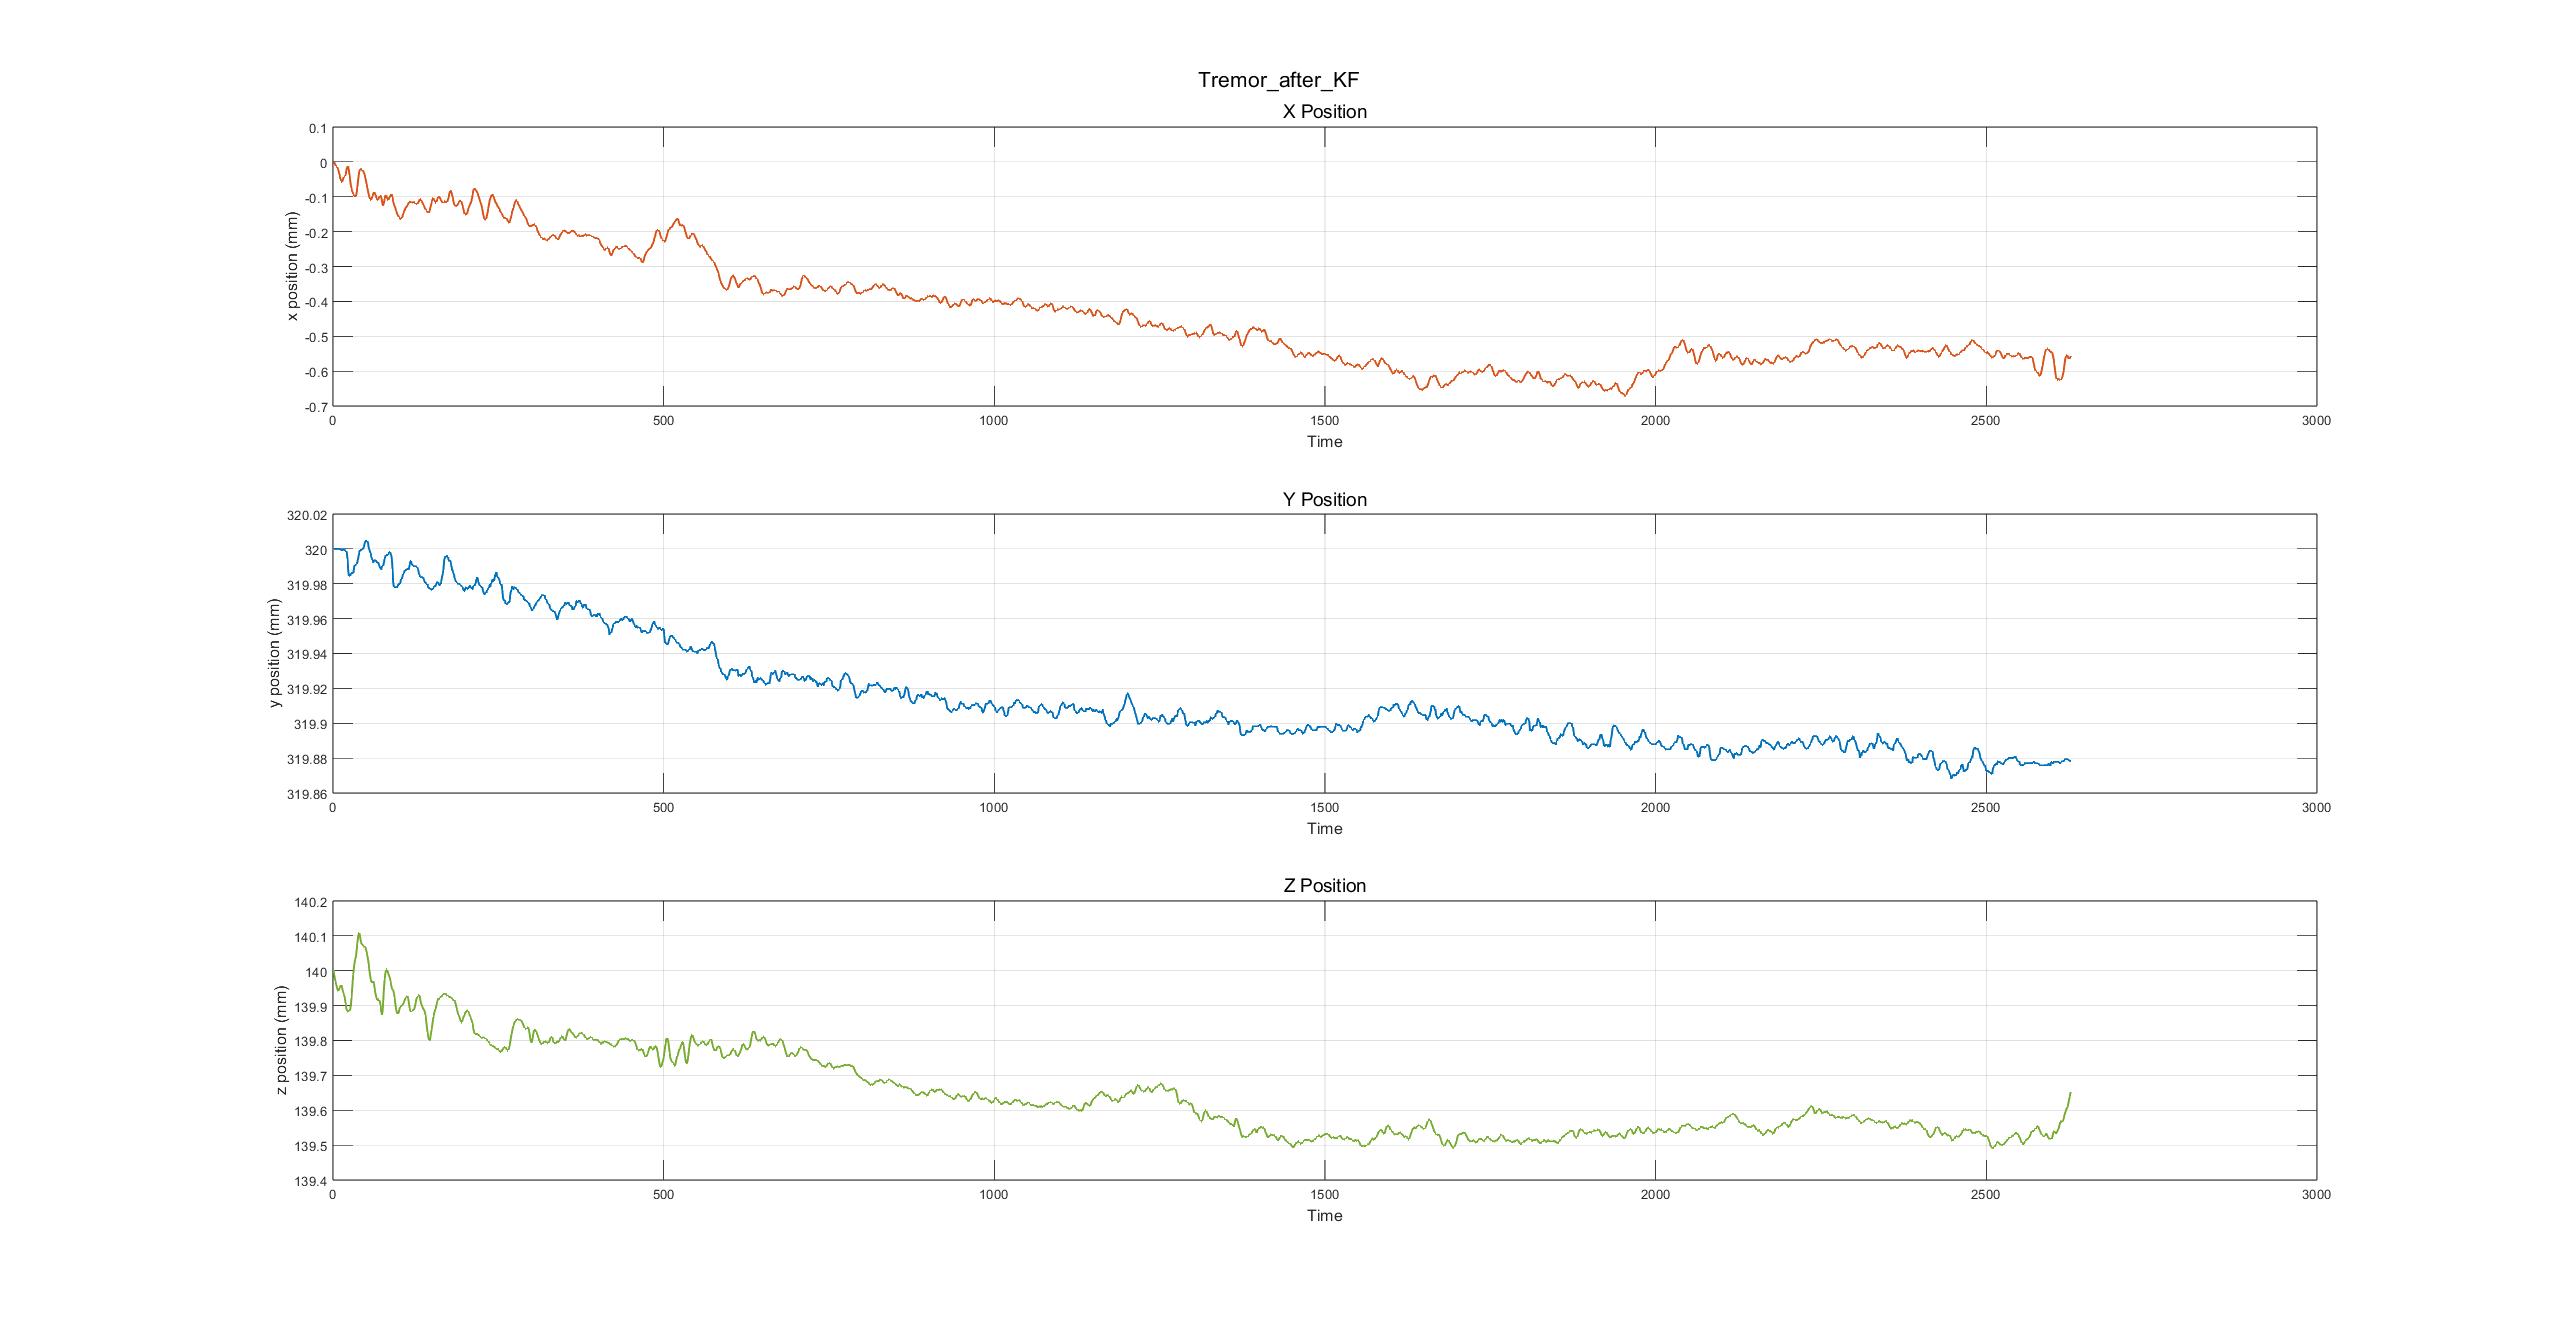 Tremor_after_KF
X Position
0.1
0
-0.1
-0.2
-0.3
-0.4
-0.5
-0.6
-0.7
x position (mm)
0 500 1000 1500 2000 2500 3000
Time
Y Position
320.02
320
319.98
319.96
319.94
319.92
319.9
319.88
319.86
y position (mm)
0 500 1000 1500 2000 2500 3000
Time
Z Position
140.2
140.1
140
139.9
139.8
139.7
139.6
139.5
139.4
z position (mm)
0 500 1000 1500 2000 2500 3000
Time